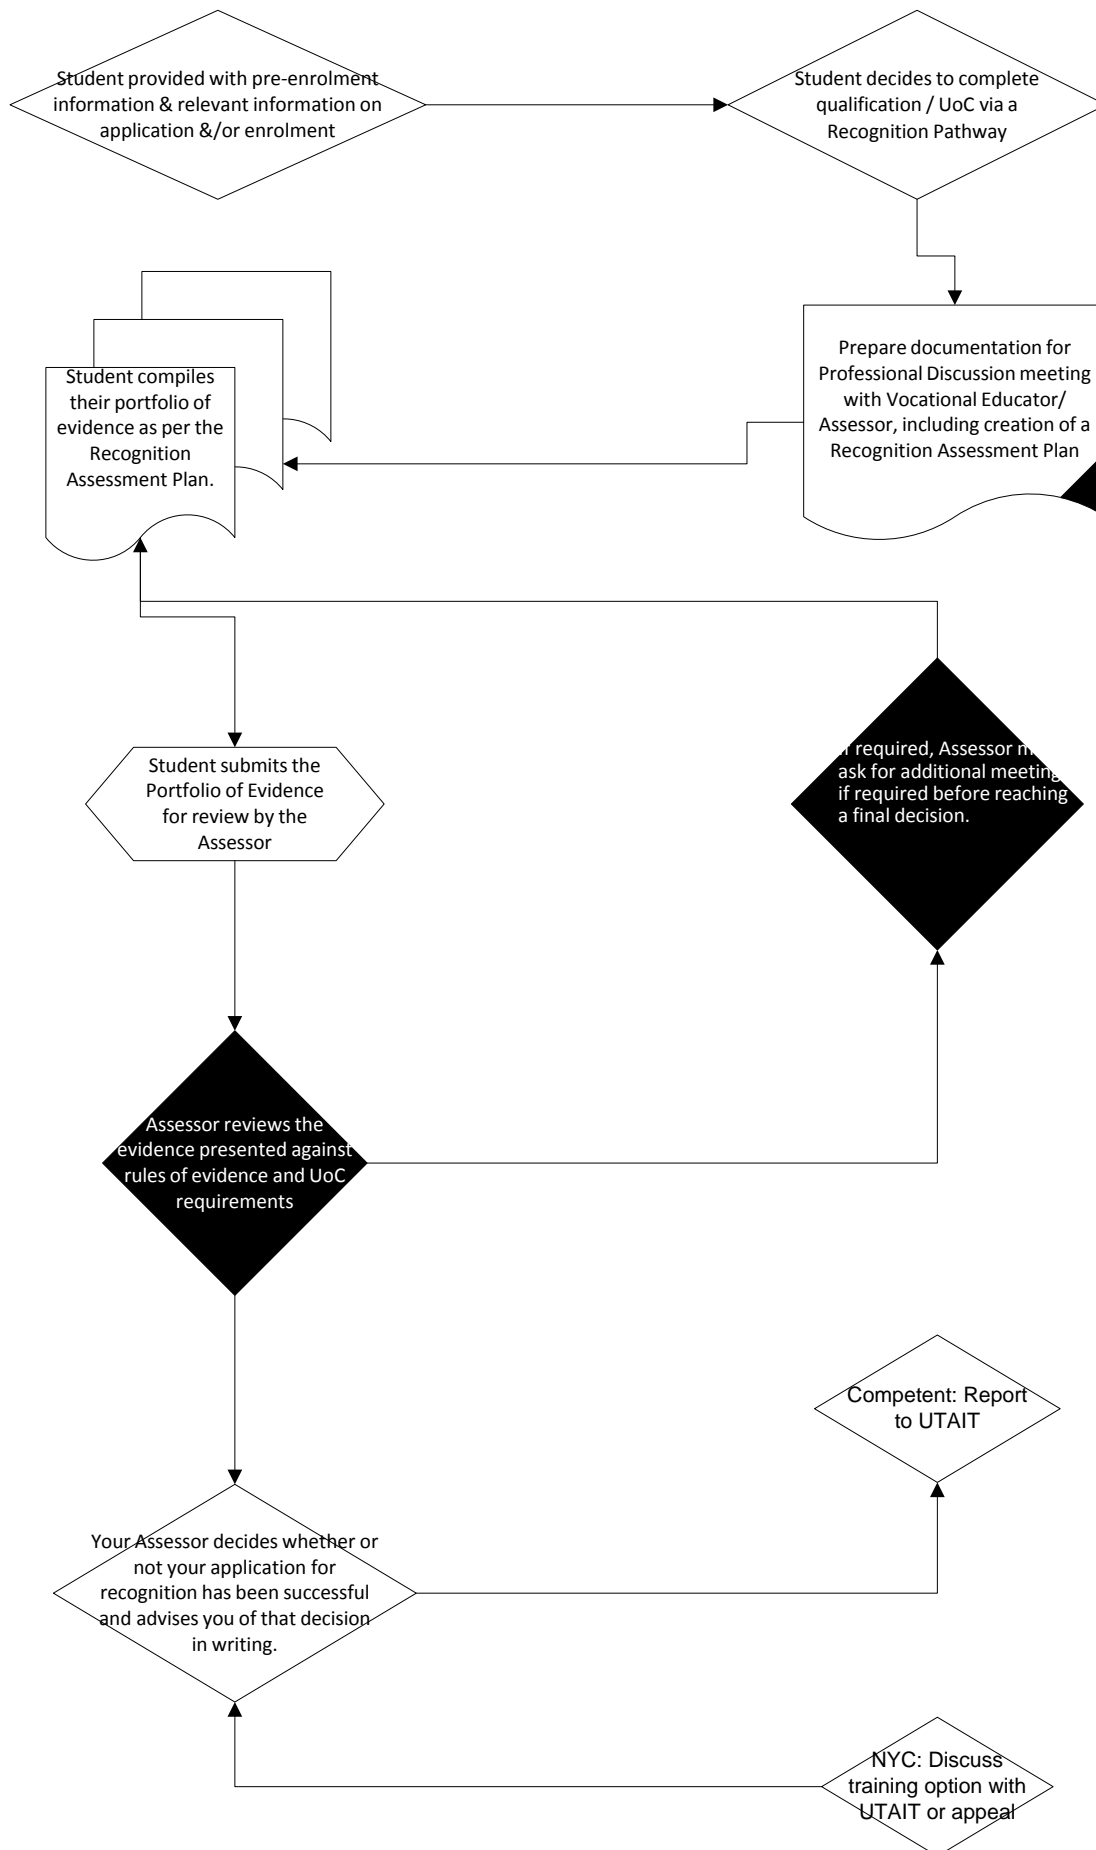 Student provided with pre-enrolment
information & relevant information on
application &/or enrolment
Student decides to complete
qualification / UoC via a
Recognition Pathway
Prepare documentation for
Professional Discussion meeting
with Vocational Educator/
Assessor, including creation of a
Recognition Assessment Plan
Student compiles
their portfolio of
evidence as per the
Recognition
Assessment Plan.
required, Assessor
ask for additional meeting
if required before reaching
a final decision.
Student submits the
Portfolio of Evidence
for review by the
Assessor
Assessor reviews the
evidence presented against
rules of evidence and UoC
requirements
Competent: Report
to UTAIT
Your Assessor decides whether or
not your application for
recognition has been successful
and advises you of that decision
in writing.
NYC: Discuss
training option with
UTAIT or appeal